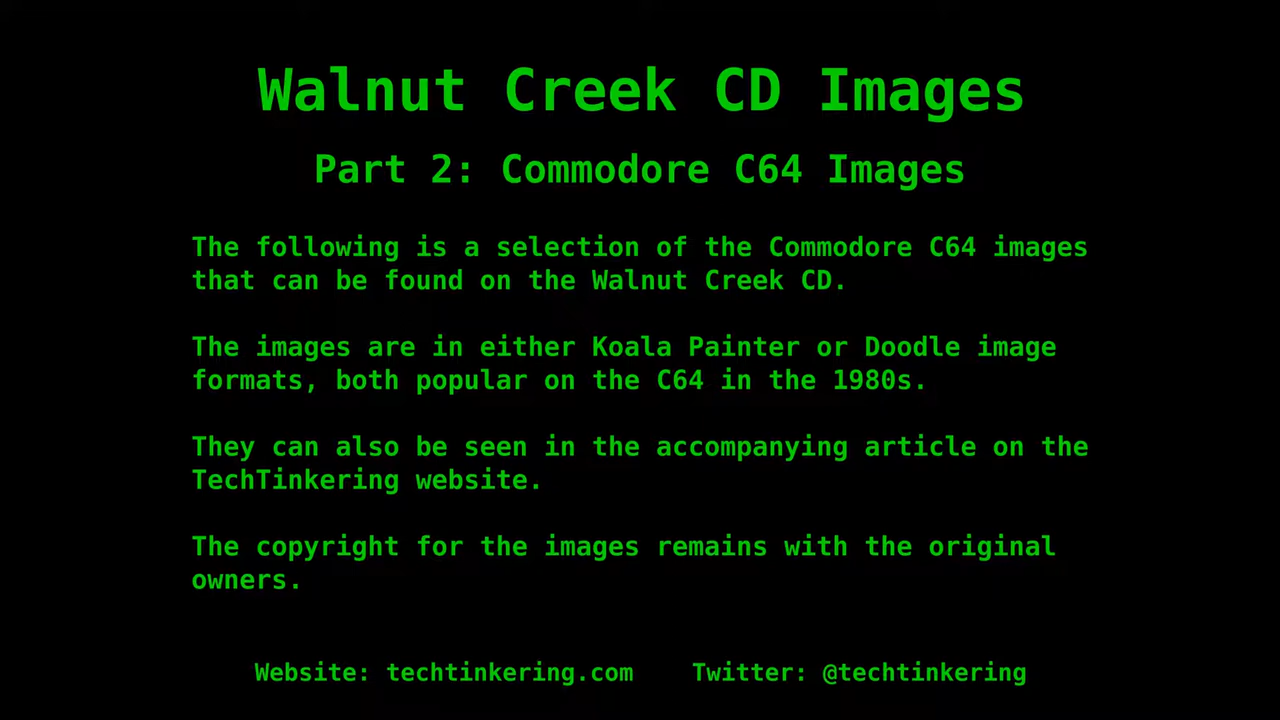 Walnut Creek CD Images
Part 2: Commodore C64 Images
The following is a selection of the Commodore C64 images
that can be found on the Walnut Creek CD.
The images are in either Koala Painter or Doodle image
formats, both popular on the C64 in the 1980s.
They can also be seen in the accompanying article on the
TechTinkering website.
The copyright for the images remains with the original
owners.
Website: techtinkering.com    Twitter: @techtinkering